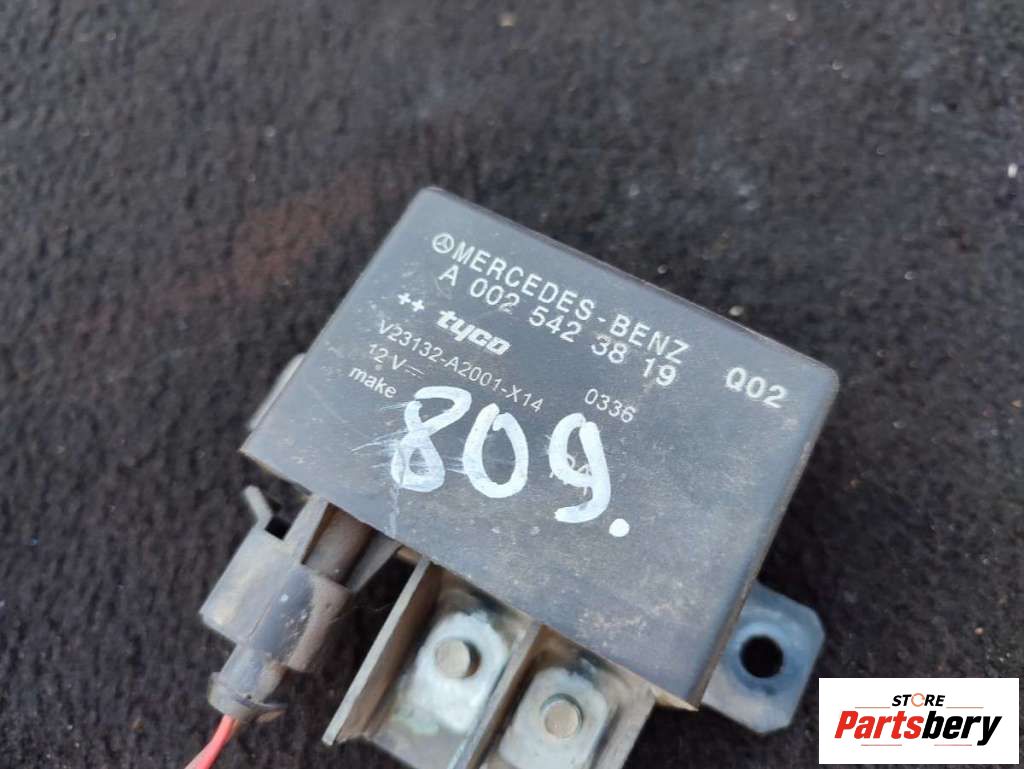 MERCEDES-BENZ
A 002 542 38 19 Q02
++ tyco
V23132-A2001-X14 0336
12 V
make
809.
STORE
Partsbery